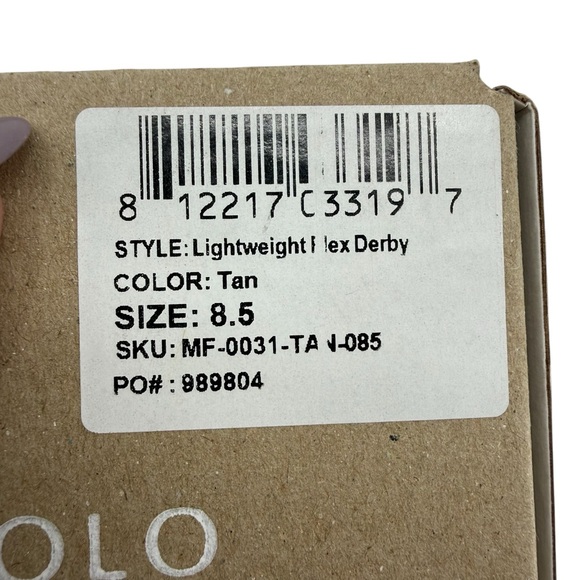 8 12217 03319 7
STYLE: Lightweight Flex Derby
COLOR: Tan
SIZE: 8.5
SKU: MF-0031-TAN-085
PO# : 989804
OLO